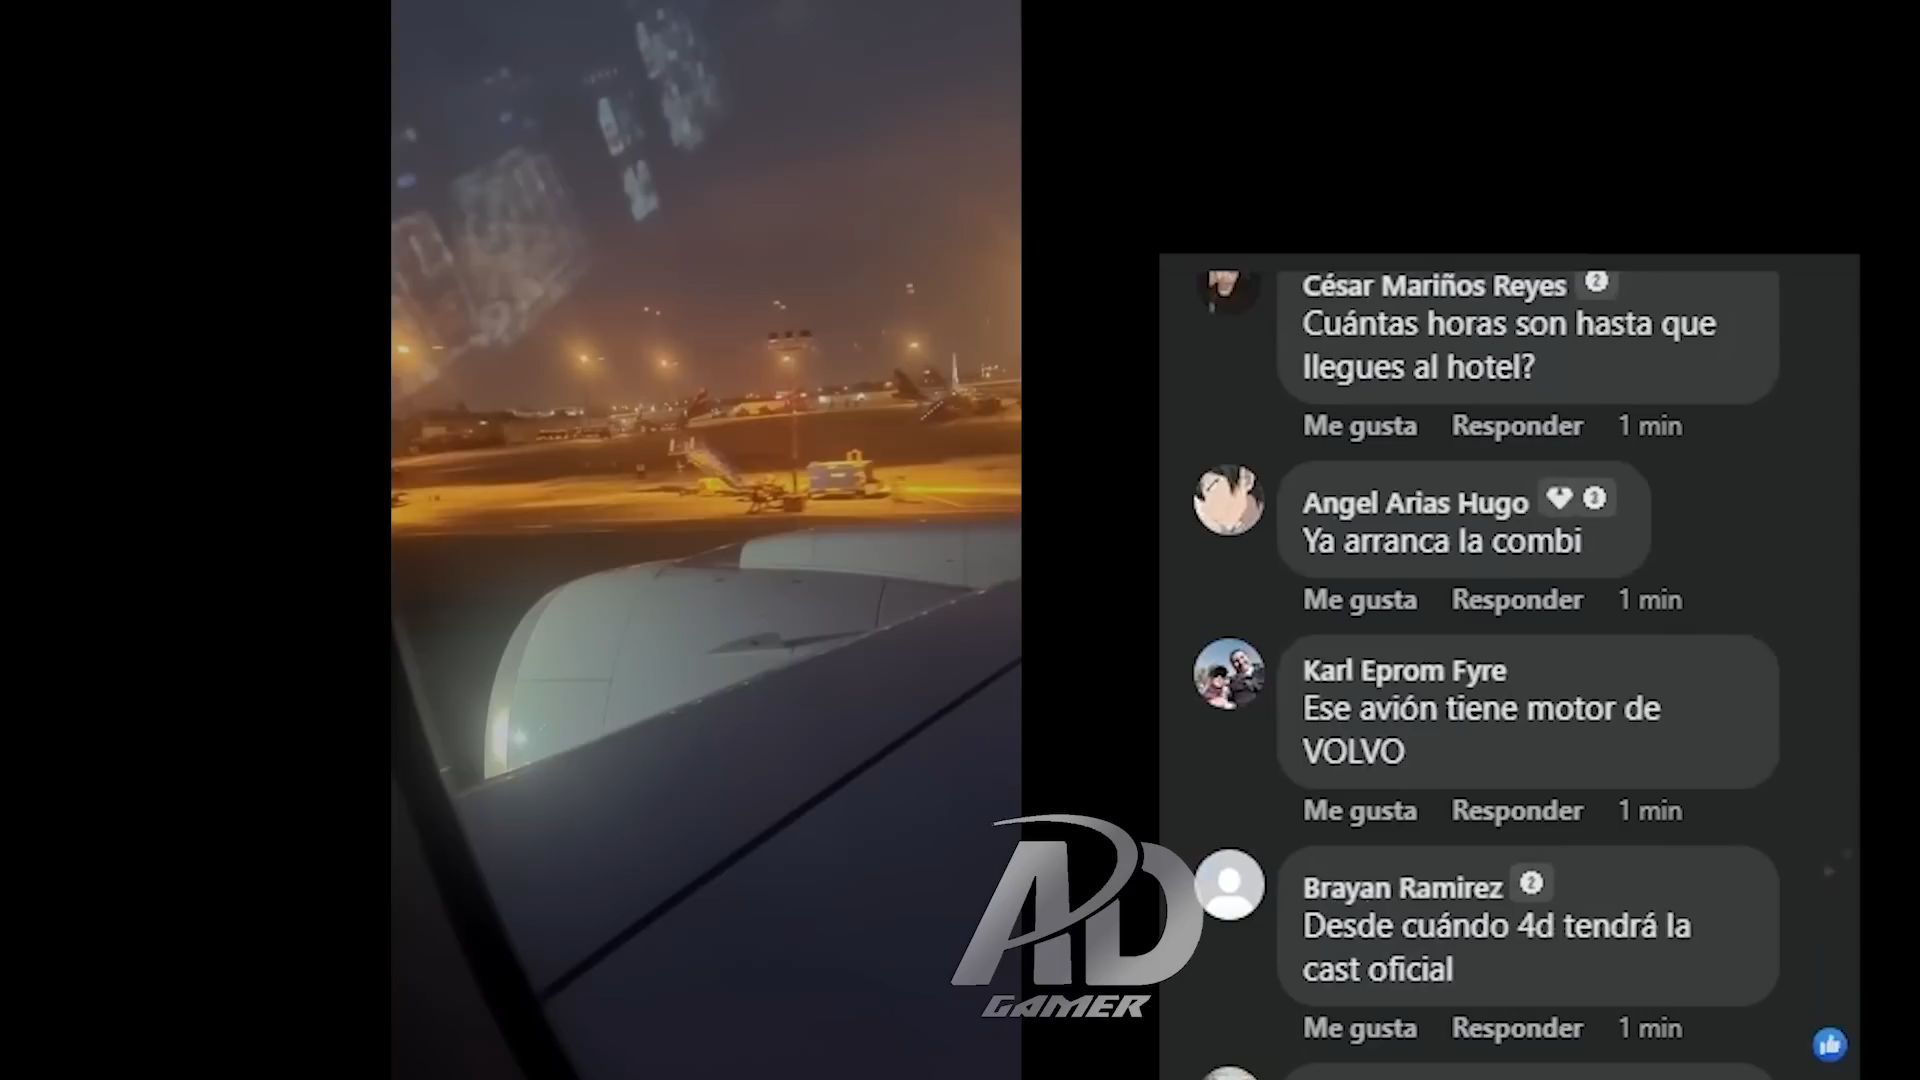 César Mariños Reyes 2
Cuántas horas son hasta que
llegues al hotel?
Me gusta Responder 1 min
Angel Arias Hugo 3
Ya arranca la combi
Me gusta Responder 1 min
Karl Eprom Fyre
Ese avión tiene motor de
VOLVO
Me gusta Responder 1 min
Brayan Ramirez 2
Desde cuándo 4d tendrá la
cast oficial
Me gusta Responder 1 min
AD
GAMER